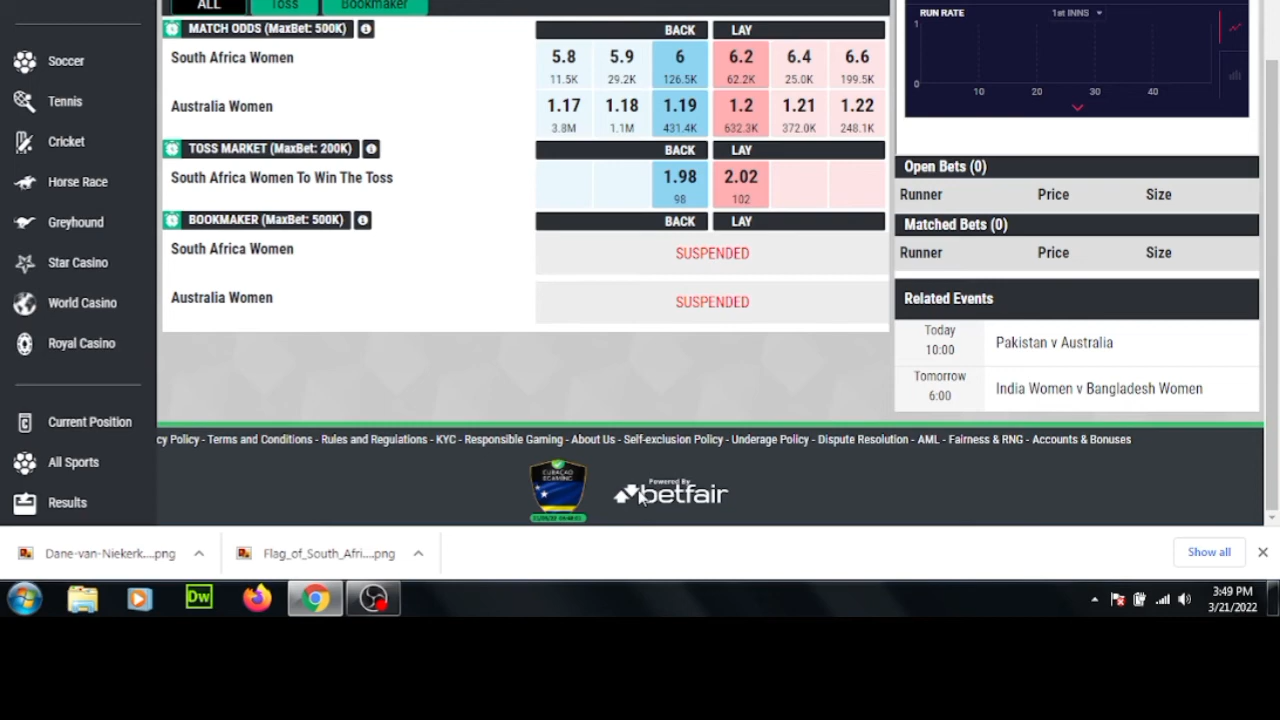 ALL Toss Bookmaker
MATCH ODDS (MaxBet: 500K) BACK LAY
South Africa Women 5.8 5.9 6 6.2 6.4 6.6
11.5K 29.2K 126.5K 62.2K 25.0K 199.5K
Australia Women 1.17 1.18 1.19 1.2 1.21 1.22
3.8M 1.1M 431.4K 632.3K 372.0K 248.1K
TOSS MARKET (MaxBet: 200K) BACK LAY
South Africa Women To Win The Toss 1.98 2.02
98 102
BOOKMAKER (MaxBet: 500K) BACK LAY
South Africa Women SUSPENDED
Australia Women SUSPENDED
Soccer
Tennis
Cricket
Horse Race
Greyhound
Star Casino
World Casino
Royal Casino
Current Position
All Sports
Results
RUN RATE 1st INNS
1
0
10 20 30 40
Open Bets (0)
Runner Price Size
Matched Bets (0)
Runner Price Size
Related Events
Today
10:00
Pakistan v Australia
Tomorrow
6:00
India Women v Bangladesh Women
cy Policy - Terms and Conditions - Rules and Regulations - KYC - Responsible Gaming - About Us - Self-exclusion Policy - Underage Policy - Dispute Resolution - AML - Fairness & RNG - Accounts & Bonuses
CURACAO
EGAMING
Powered By
betfair
Dane-van-Niekerk....png Flag_of_South_Afri....png Show all
Dw
3:49 PM
3/21/2022